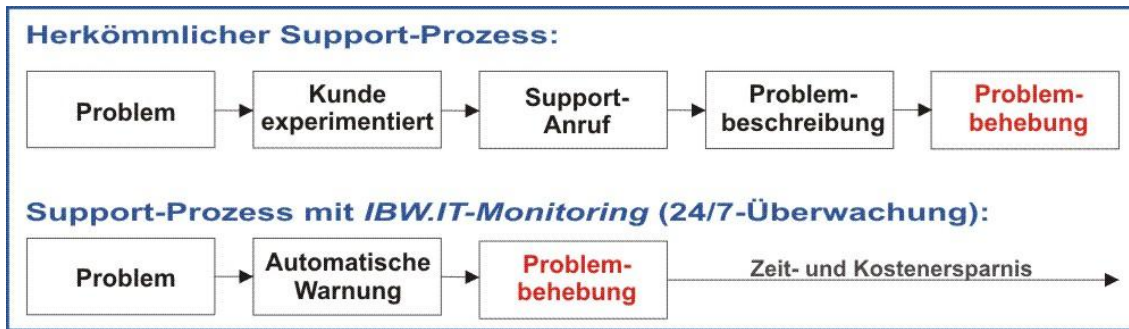 Herkömmlicher Support-Prozess:
Problem
Kunde
experimentiert
Support-
Anruf
Problem-
beschreibung
Problem-
behebung
Support-Prozess mit IBW.IT-Monitoring (24/7-Überwachung):
Problem
Automatische
Warnung
Problem-
behebung
Zeit- und Kostenersparnis